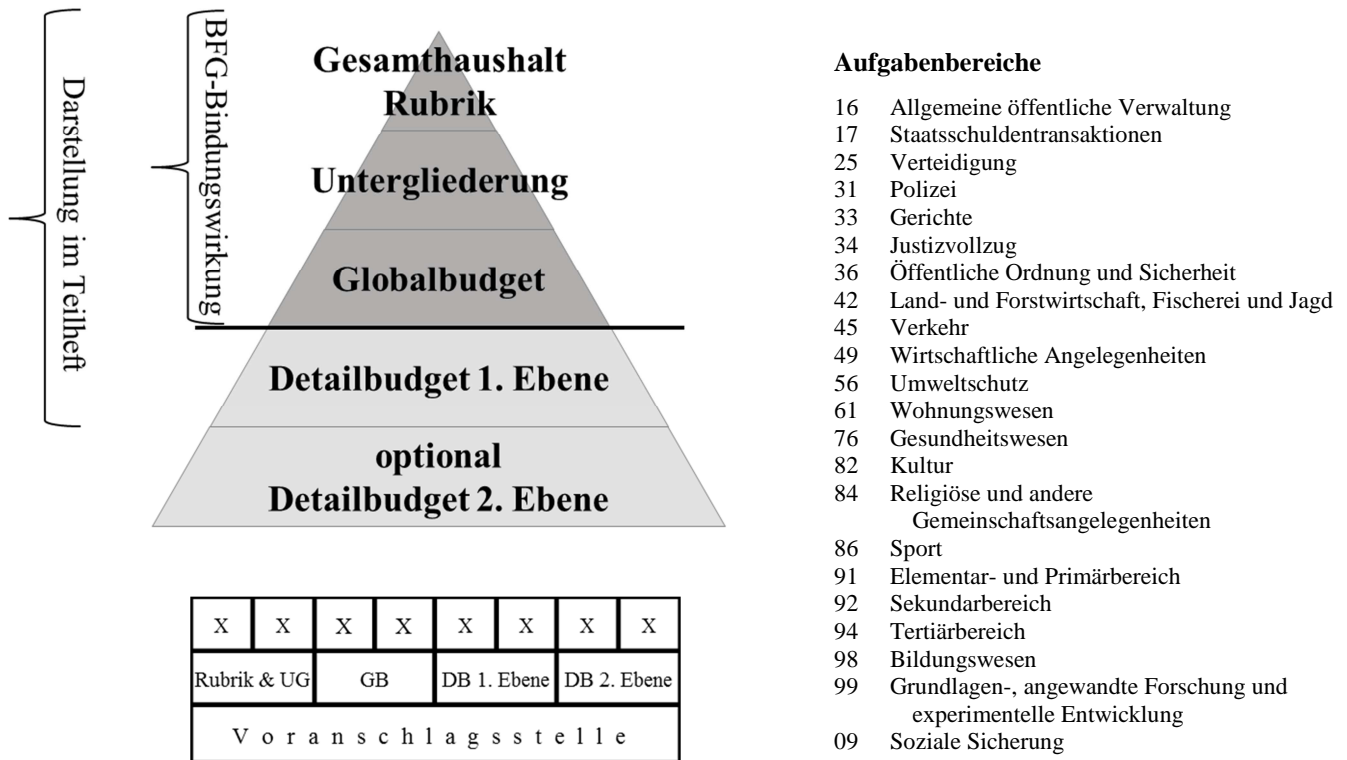 Darstellung im Teilheft
BFG-Bindungswirkung
Gesamthaushalt
Rubrik
Untergliederung
Globalbudget
Detailbudget 1. Ebene
optional
Detailbudget 2. Ebene
X X X X X X X X
Rubrik & UG GB DB 1. Ebene DB 2. Ebene
Voranschlagsstelle
Aufgabenbereiche
16 Allgemeine öffentliche Verwaltung
17 Staatsschuldentransaktionen
25 Verteidigung
31 Polizei
33 Gerichte
34 Justizvollzug
36 Öffentliche Ordnung und Sicherheit
42 Land- und Forstwirtschaft, Fischerei und Jagd
45 Verkehr
49 Wirtschaftliche Angelegenheiten
56 Umweltschutz
61 Wohnungswesen
76 Gesundheitswesen
82 Kultur
84 Religiöse und andere
Gemeinschaftsangelegenheiten
86 Sport
91 Elementar- und Primärbereich
92 Sekundarbereich
94 Tertiärbereich
98 Bildungswesen
99 Grundlagen-, angewandte Forschung und
experimentelle Entwicklung
09 Soziale Sicherung